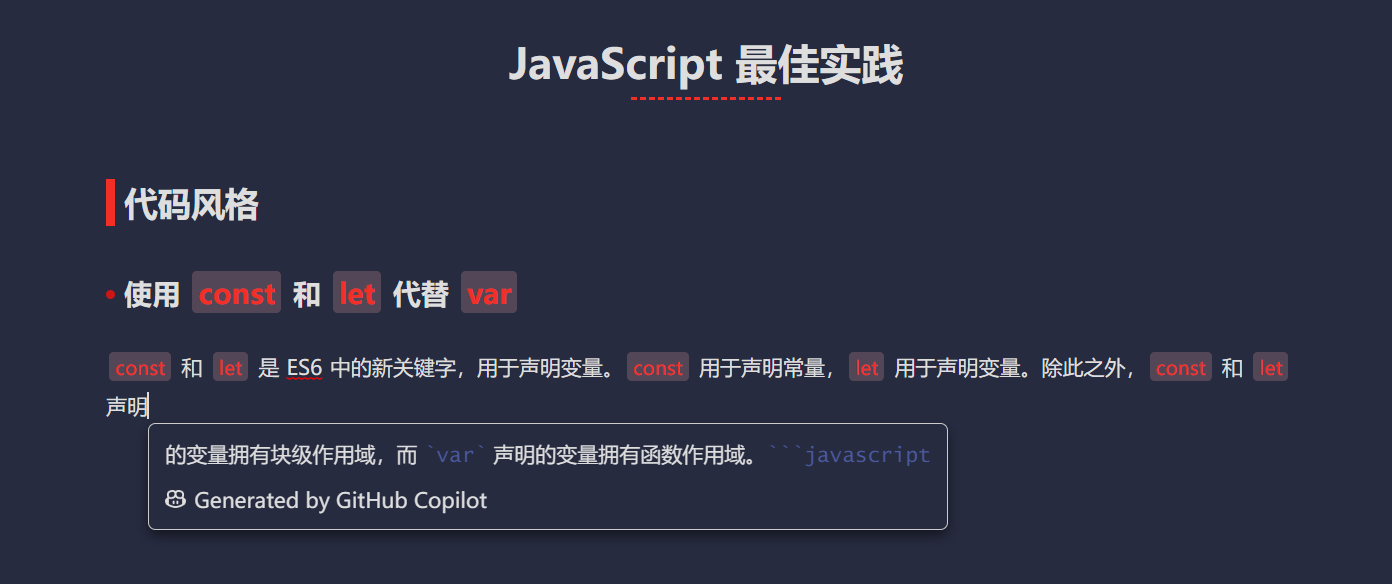 JavaScript 最佳实践
代码风格
• 使用 const 和 let 代替 var
const 和 let 是 ES6 中的新关键字，用于声明变量。 const 用于声明常量， let 用于声明变量。除此之外， const 和 let
声明
的变量拥有块级作用域，而 `var` 声明的变量拥有函数作用域。 ```javascript
Generated by GitHub Copilot